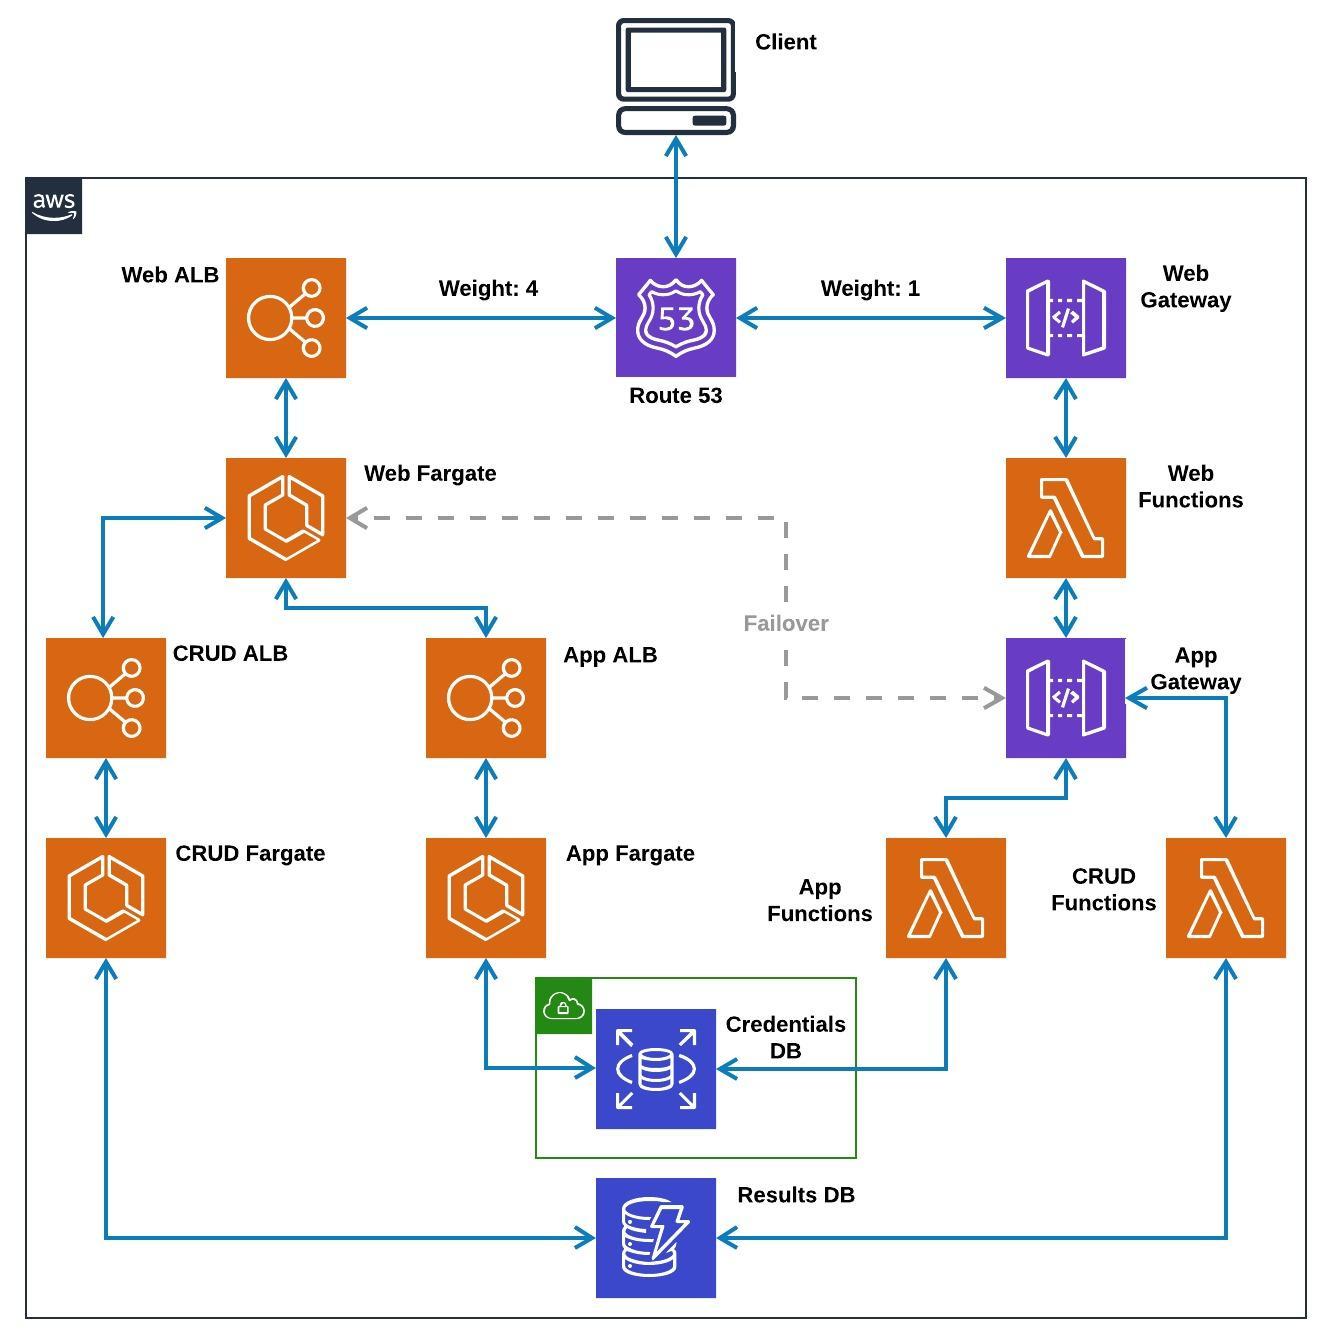 Client
aws
Web ALB
Weight: 4
Weight: 1
Web
Gateway
53
Route 53
Web Fargate
Web
Functions
Failover
CRUD ALB
App ALB
App
Gateway
CRUD Fargate
App Fargate
App
Functions
CRUD
Functions
Credentials
DB
Results DB